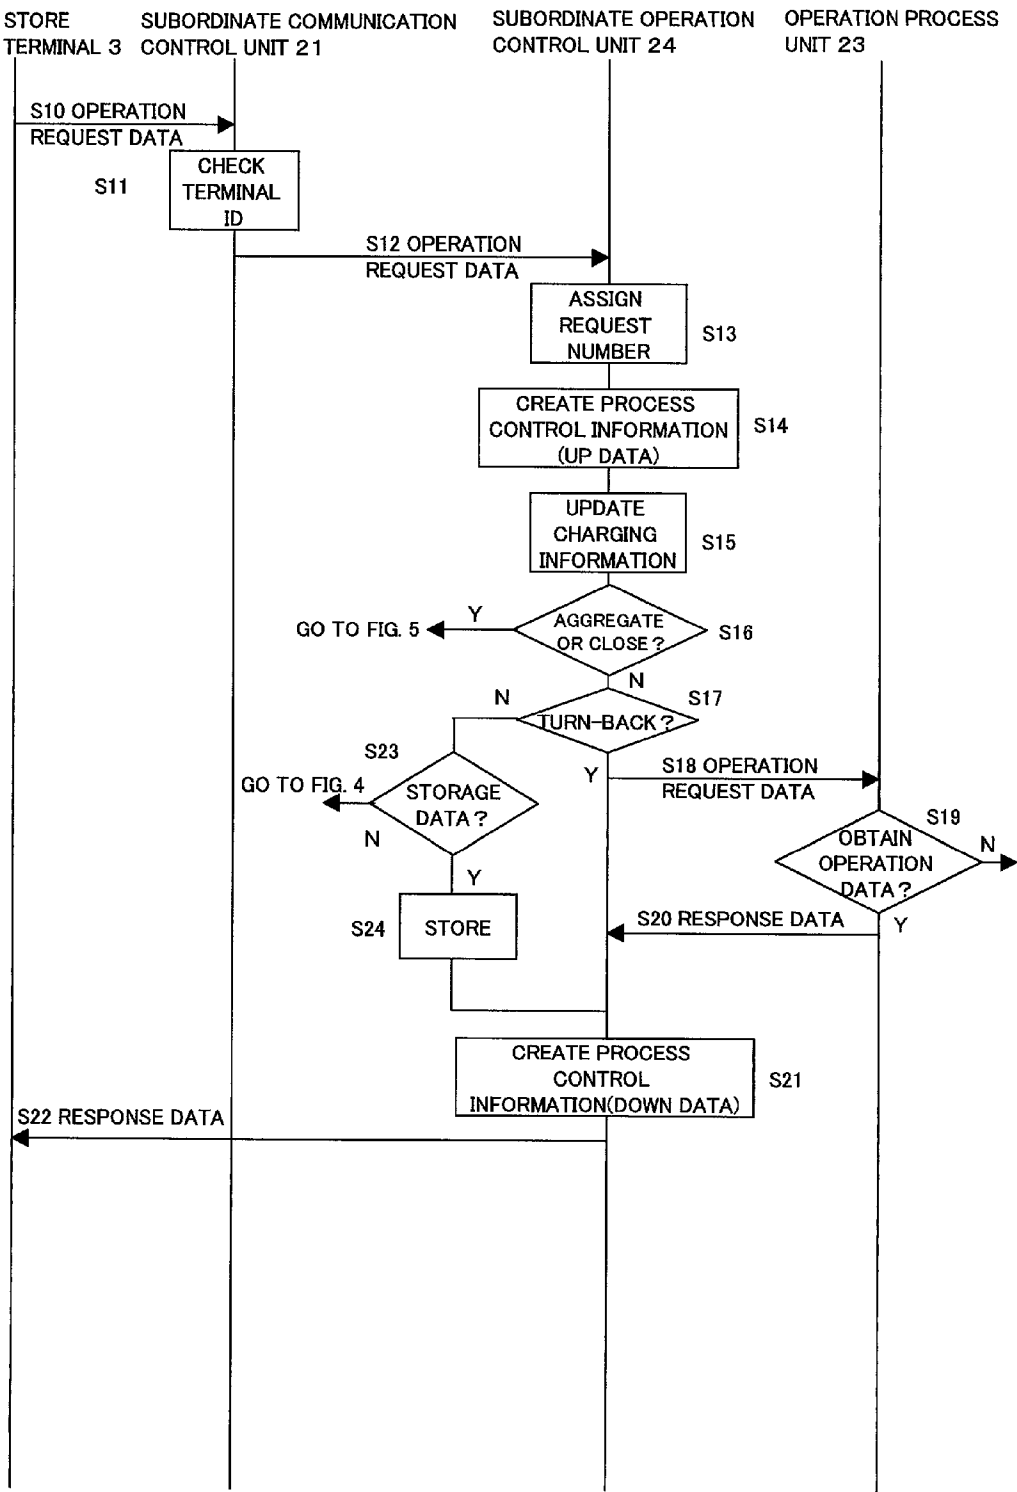 STORE
TERMINAL 3
SUBORDINATE COMMUNICATION
CONTROL UNIT 21
SUBORDINATE OPERATION
CONTROL UNIT 24
OPERATION PROCESS
UNIT 23
S10 OPERATION
REQUEST DATA
S11
CHECK
TERMINAL
ID
S12 OPERATION
REQUEST DATA
ASSIGN
REQUEST
NUMBER
S13
CREATE PROCESS
CONTROL INFORMATION
(UP DATA)
S14
UPDATE
CHARGING
INFORMATION
S15
GO TO FIG. 5
Y
AGGREGATE
OR CLOSE?
S16
N
N
S17
TURN-BACK?
S23
Y
S18 OPERATION
REQUEST DATA
GO TO FIG. 4
STORAGE
DATA?
N
Y
S19
OBTAIN
OPERATION
DATA?
N
Y
S20 RESPONSE DATA
S24
STORE
CREATE PROCESS
CONTROL
INFORMATION(DOWN DATA)
S21
S22 RESPONSE DATA